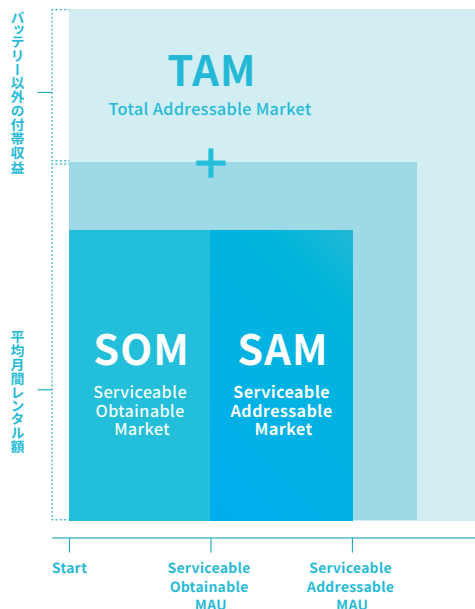 バッテリー以外の付帯収益
TAM
Total Addressable Market
+
平均月間レンタル額
SOM
Serviceable
Obtainable
Market
SAM
Serviceable
Addressable
Market
Start
Serviceable
Obtainable
MAU
Serviceable
Addressable
MAU